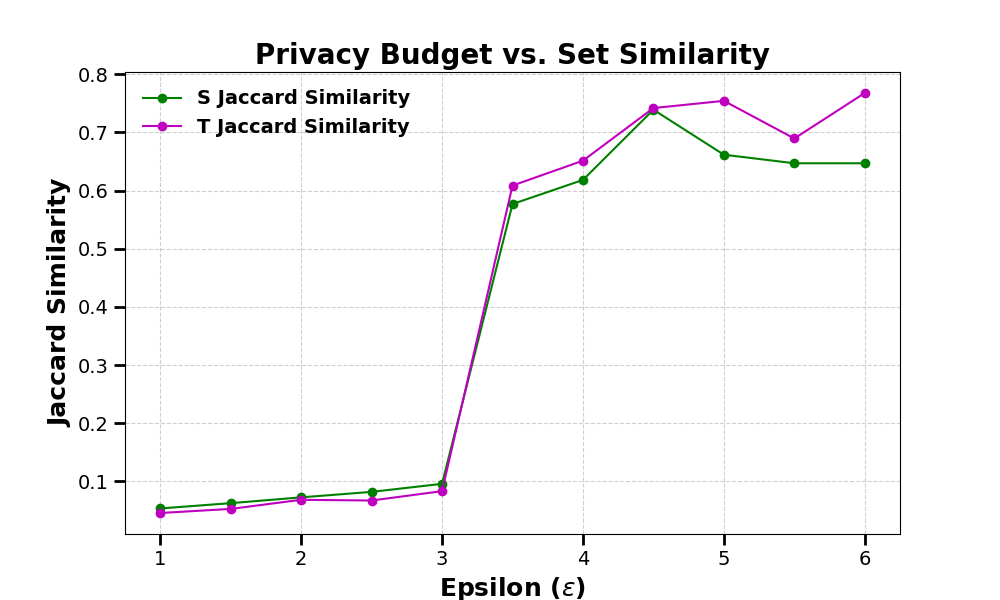 Privacy Budget vs. Set Similarity
S Jaccard Similarity
T Jaccard Similarity
Jaccard Similarity
0.8
0.7
0.6
0.5
0.4
0.3
0.2
0.1
1 2 3 4 5 6
Epsilon (ε)